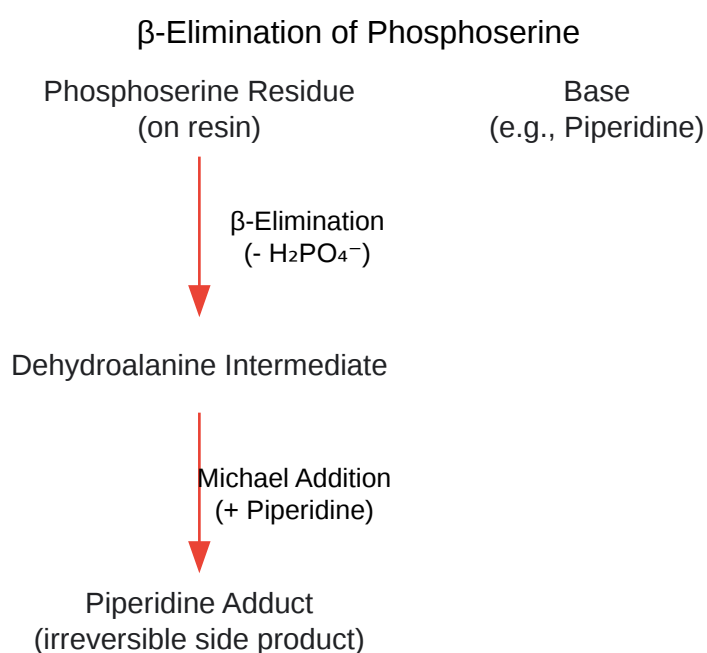 β-Elimination of Phosphoserine
Phosphoserine Residue
(on resin)
Base
(e.g., Piperidine)
β-Elimination
(- H₂PO₄⁻)
Dehydroalanine Intermediate
Michael Addition
(+ Piperidine)
Piperidine Adduct
(irreversible side product)